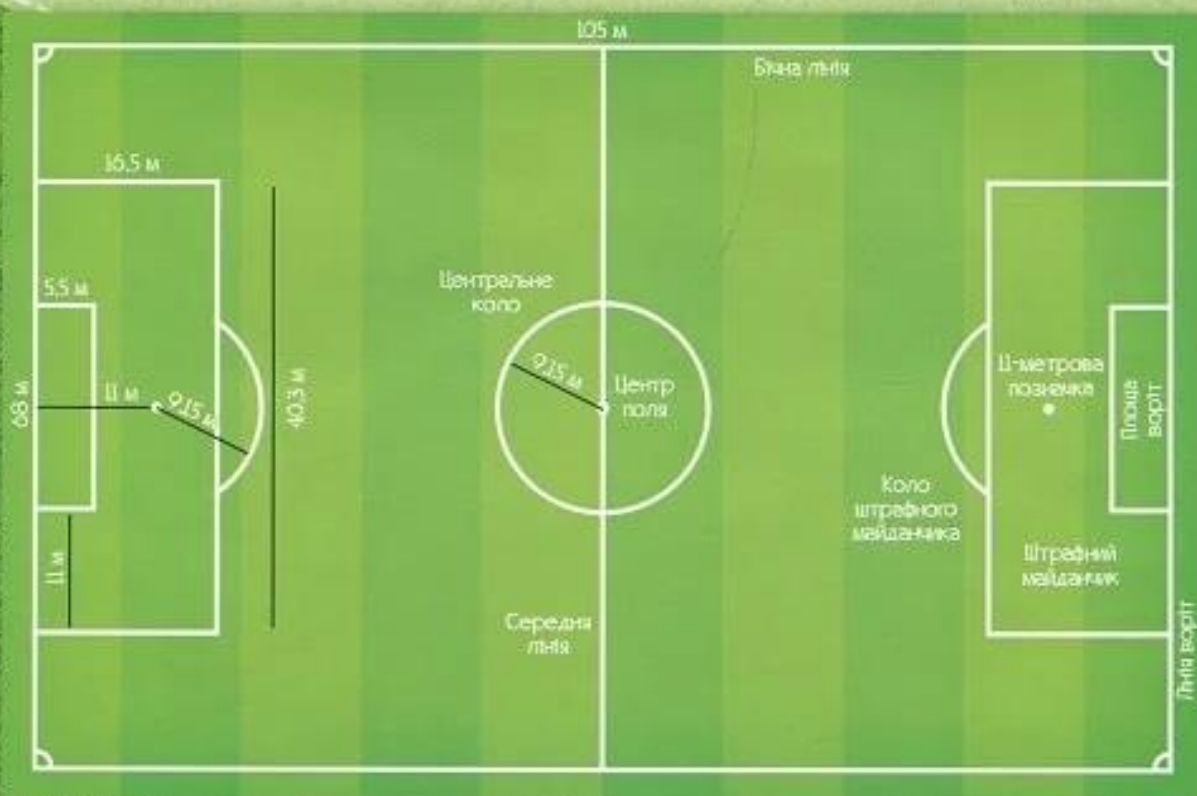 105 м
Бічна лінія
16,5 м
Центральне
коло
5,5 м
9,15 м
Центр
поля
11-метрова
позначка
Площа
воріт
68 м
11 м
9,15 м
40,3 м
Коло
штрафного
майданчика
11 м
Штрафний
майданчик
Середня
лінія
Лінія воріт